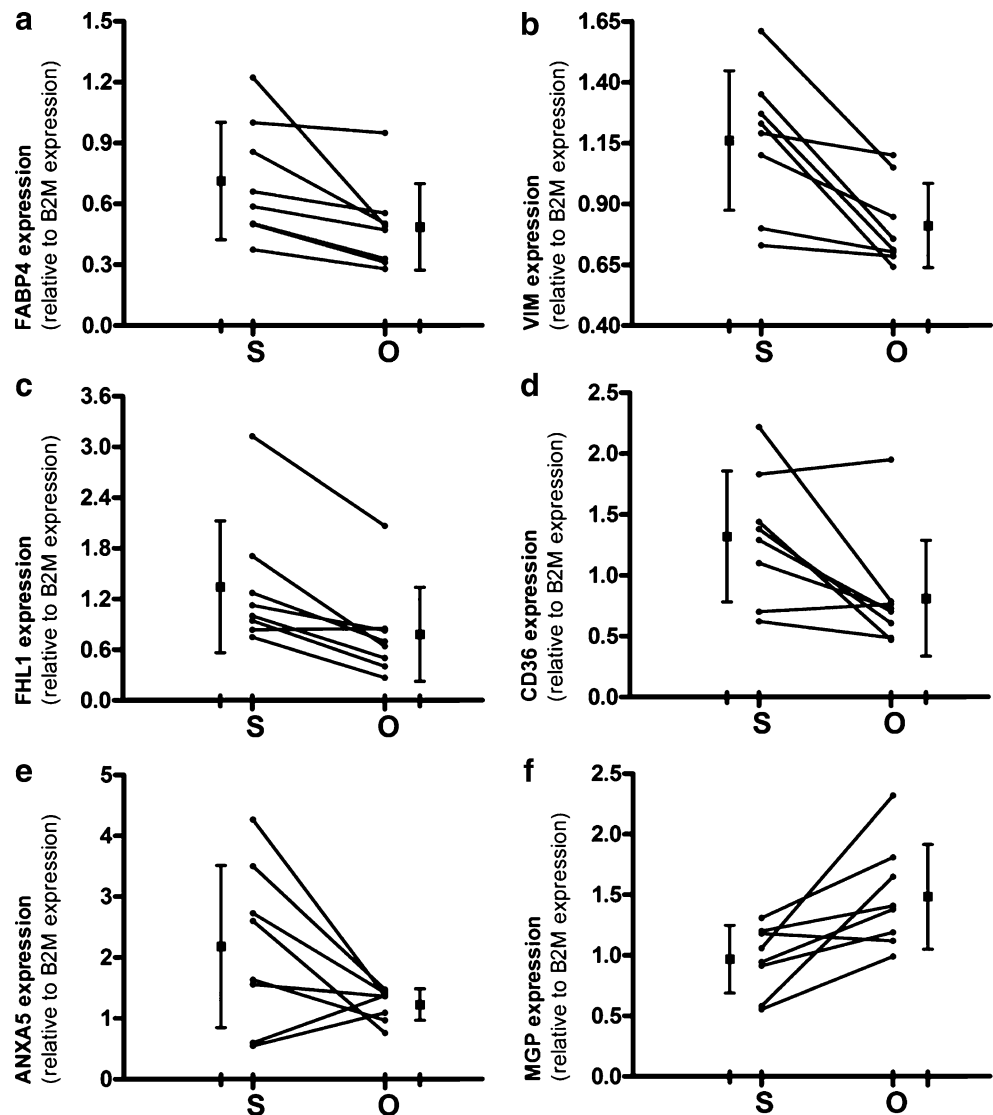 a
FABP4 expression
(relative to B2M expression)
1.5
1.2
0.9
0.6
0.3
0.0
S O
b
VIM expression
(relative to B2M expression)
1.65
1.40
1.15
0.90
0.65
0.40
S O
c
FHL1 expression
(relative to B2M expression)
3.6
3.0
2.4
1.8
1.2
0.6
0.0
S O
d
CD36 expression
(relative to B2M expression)
2.5
2.0
1.5
1.0
0.5
0.0
S O
e
ANXA5 expression
(relative to B2M expression)
5
4
3
2
1
0
S O
f
MGP expression
(relative to B2M expression)
2.5
2.0
1.5
1.0
0.5
0.0
S O